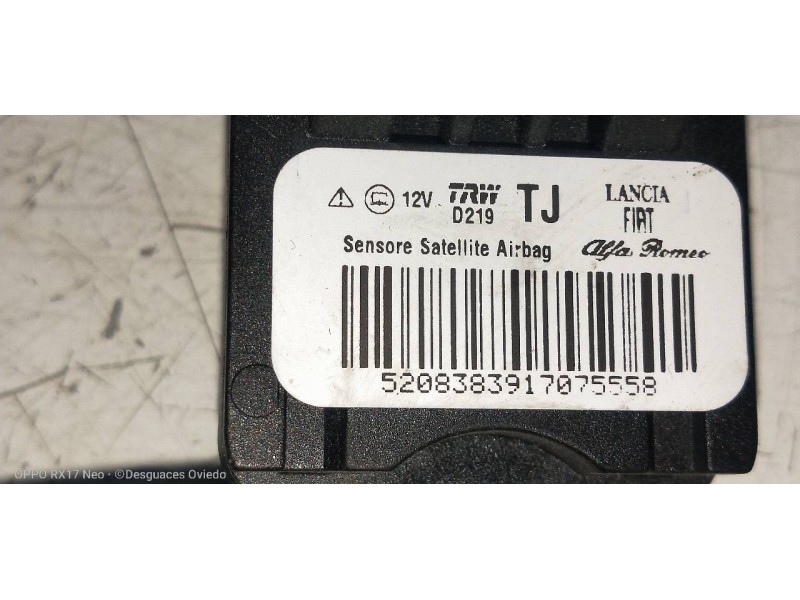 12V TRW TJ LANCIA
D219 FIAT
Sensore Satellite Airbag Alfa Romeo
5208383917075558
OPPO RX17 Neo · ©Desguaces Oviedo